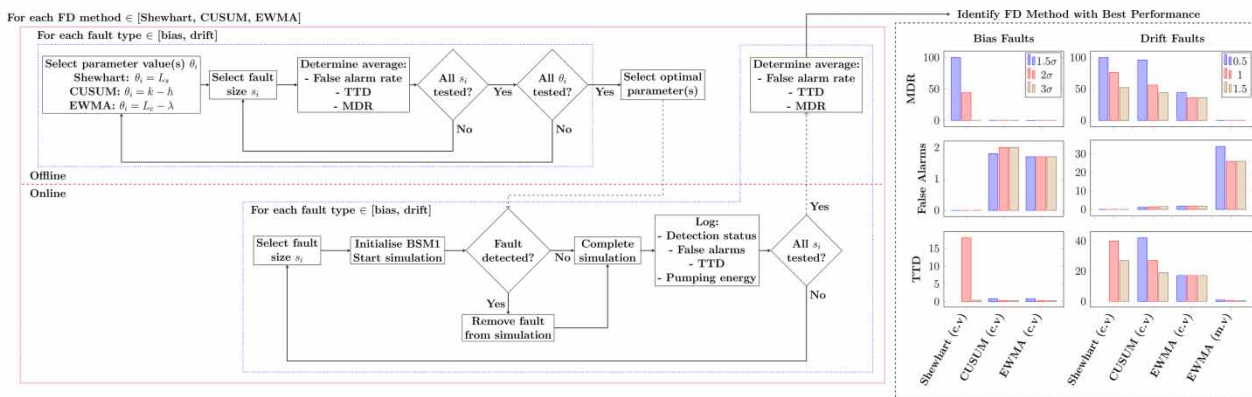 For each FD method ∈ [Shewhart, CUSUM, EWMA]
For each fault type ∈ [bias, drift]
Select parameter value(s) θi
Shewhart: θi = Ls
CUSUM: θi = k − h
EWMA: θi = Le − λ
Select fault
size si
Determine average:
- False alarm rate
- TTD
- MDR
All si
tested?
Yes
No
All θi
tested?
Yes
No
Select optimal
parameter(s)
Determine average:
- False alarm rate
- TTD
- MDR
Offline
Online
For each fault type ∈ [bias, drift]
Select fault
size si
Initialise BSM1
Start simulation
Fault
detected?
No
Yes
Remove fault
from simulation
Complete
simulation
Log:
- Detection status
- False alarms
- TTD
- Pumping energy
All si
tested?
Yes
No
Identify FD Method with Best Performance
Bias Faults
Drift Faults
MDR
100
50
0
1.5σ
2σ
3σ
100
50
0
0.5
1
1.5
False Alarms
2
1
0
30
20
10
0
TTD
15
10
5
0
40
20
0
Shewhart (c.v)
CUSUM (c.v)
EWMA (c.v)
Shewhart (c.v)
CUSUM (c.v)
EWMA (c.v)
EWMA (m.v)